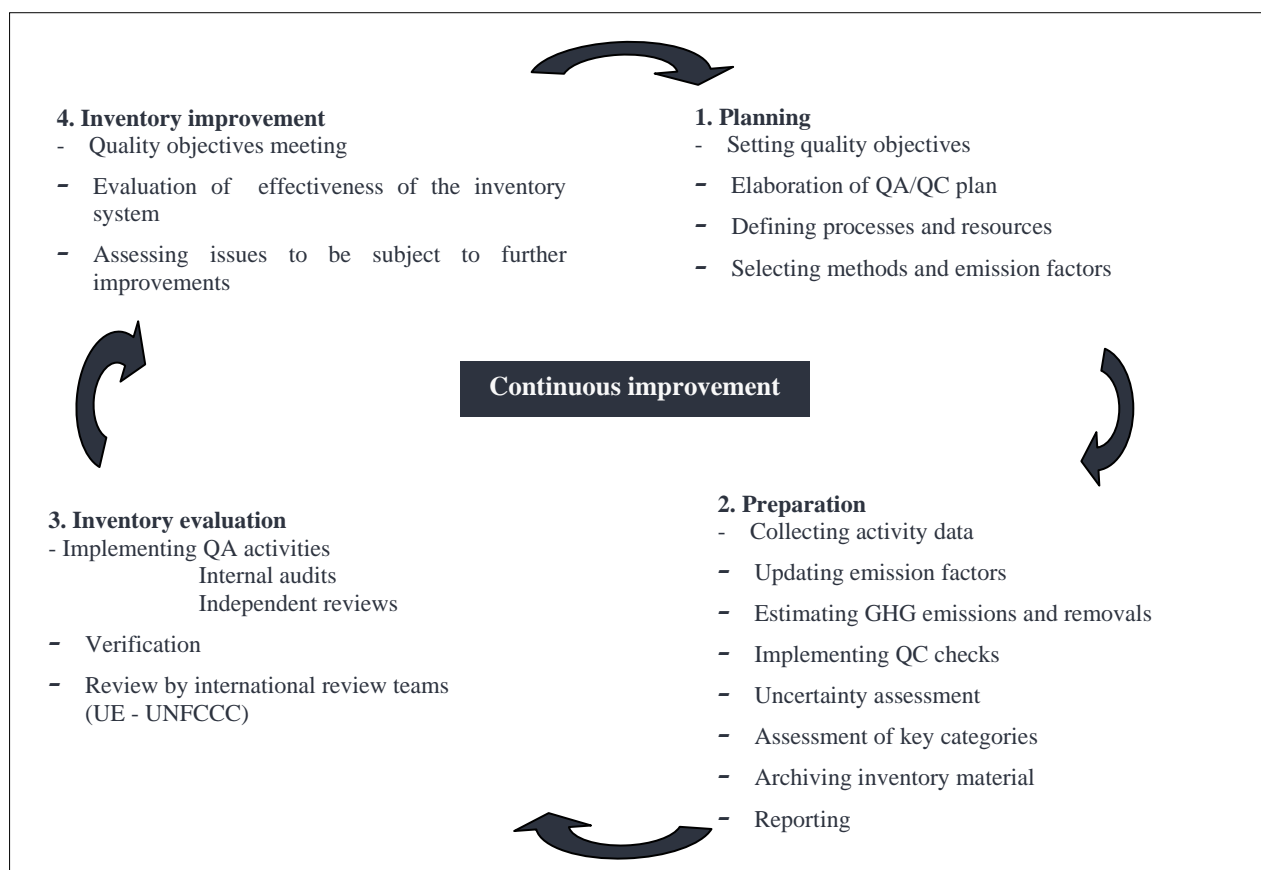 4. Inventory improvement
- Quality objectives meeting
- Evaluation of effectiveness of the inventory
system
- Assessing issues to be subject to further
improvements
1. Planning
- Setting quality objectives
- Elaboration of QA/QC plan
- Defining processes and resources
- Selecting methods and emission factors
Continuous improvement
3. Inventory evaluation
- Implementing QA activities
Internal audits
Independent reviews
- Verification
- Review by international review teams
(UE - UNFCCC)
2. Preparation
- Collecting activity data
- Updating emission factors
- Estimating GHG emissions and removals
- Implementing QC checks
- Uncertainty assessment
- Assessment of key categories
- Archiving inventory material
- Reporting